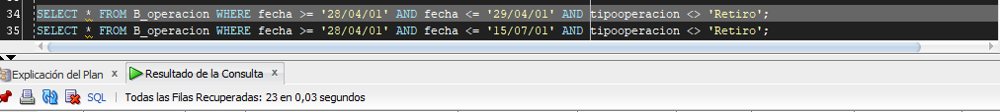 34 SELECT * FROM B_operacion WHERE fecha >= '28/04/01' AND fecha <= '29/04/01' AND tipooperacion <> 'Retiro';
35 SELECT * FROM B_operacion WHERE fecha >= '28/04/01' AND fecha <= '15/07/01' AND tipooperacion <> 'Retiro';
Explicación del Plan x Resultado de la Consulta x
SQL | Todas las Filas Recuperadas: 23 en 0,03 segundos